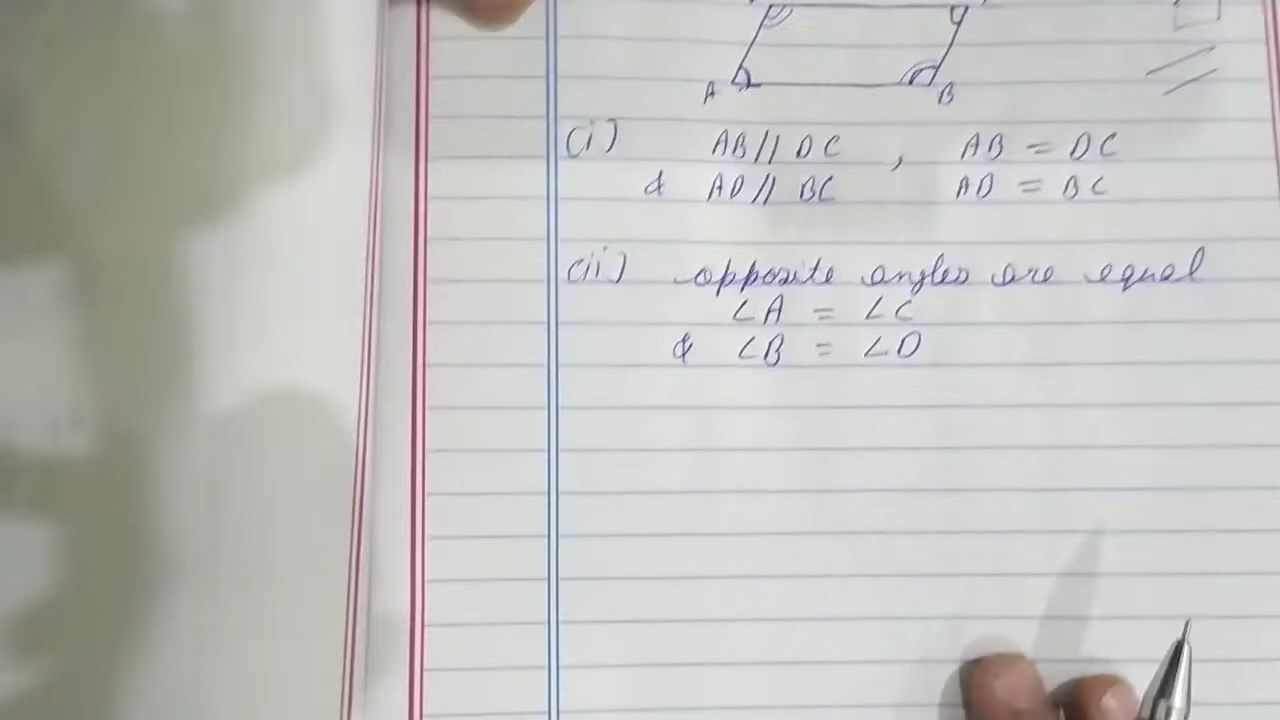 A B
(i) AB// DC , AB = DC
& AD// BC AD = BC
(ii) opposite angles are equal
∠A = ∠C
& ∠B = ∠D